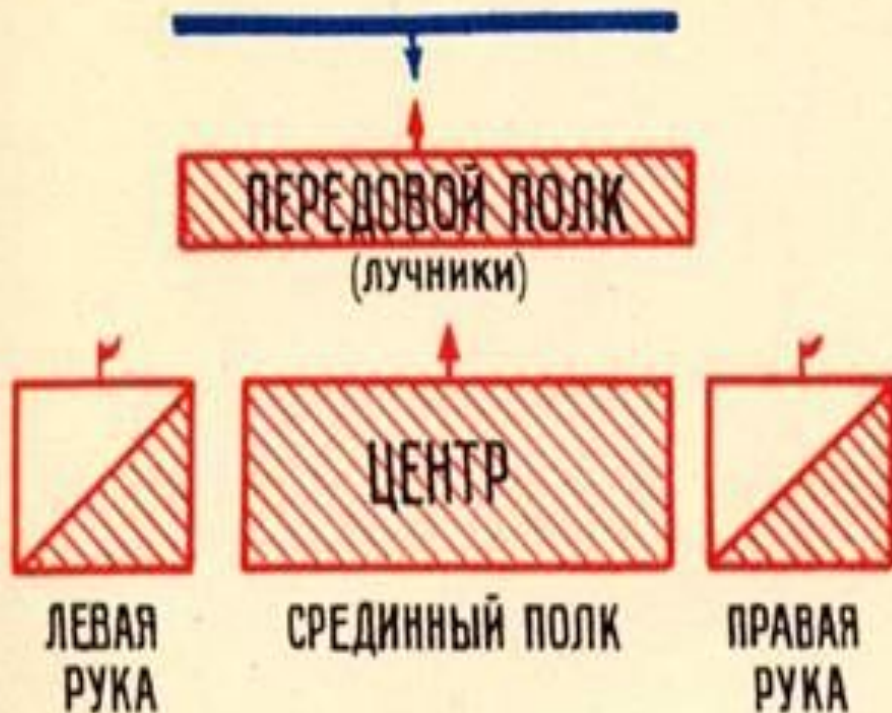 ПЕРЕДОВОЙ ПОЛК
(ЛУЧНИКИ)
ЦЕНТР
ЛЕВАЯ
РУКА
СРЕДИННЫЙ ПОЛК
ПРАВАЯ
РУКА